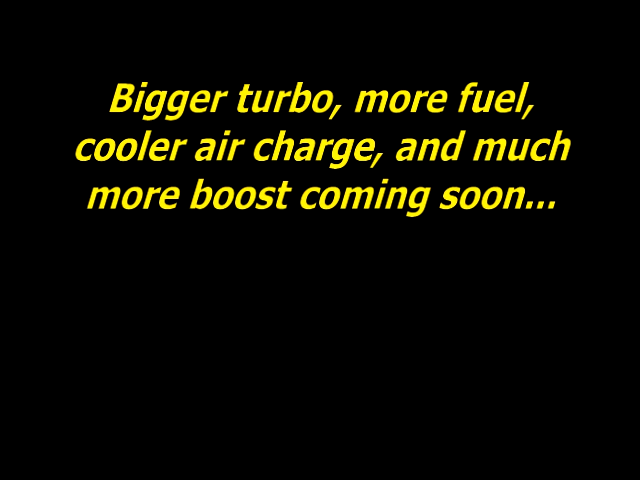 Bigger turbo, more fuel,
cooler air charge, and much
more boost coming soon...